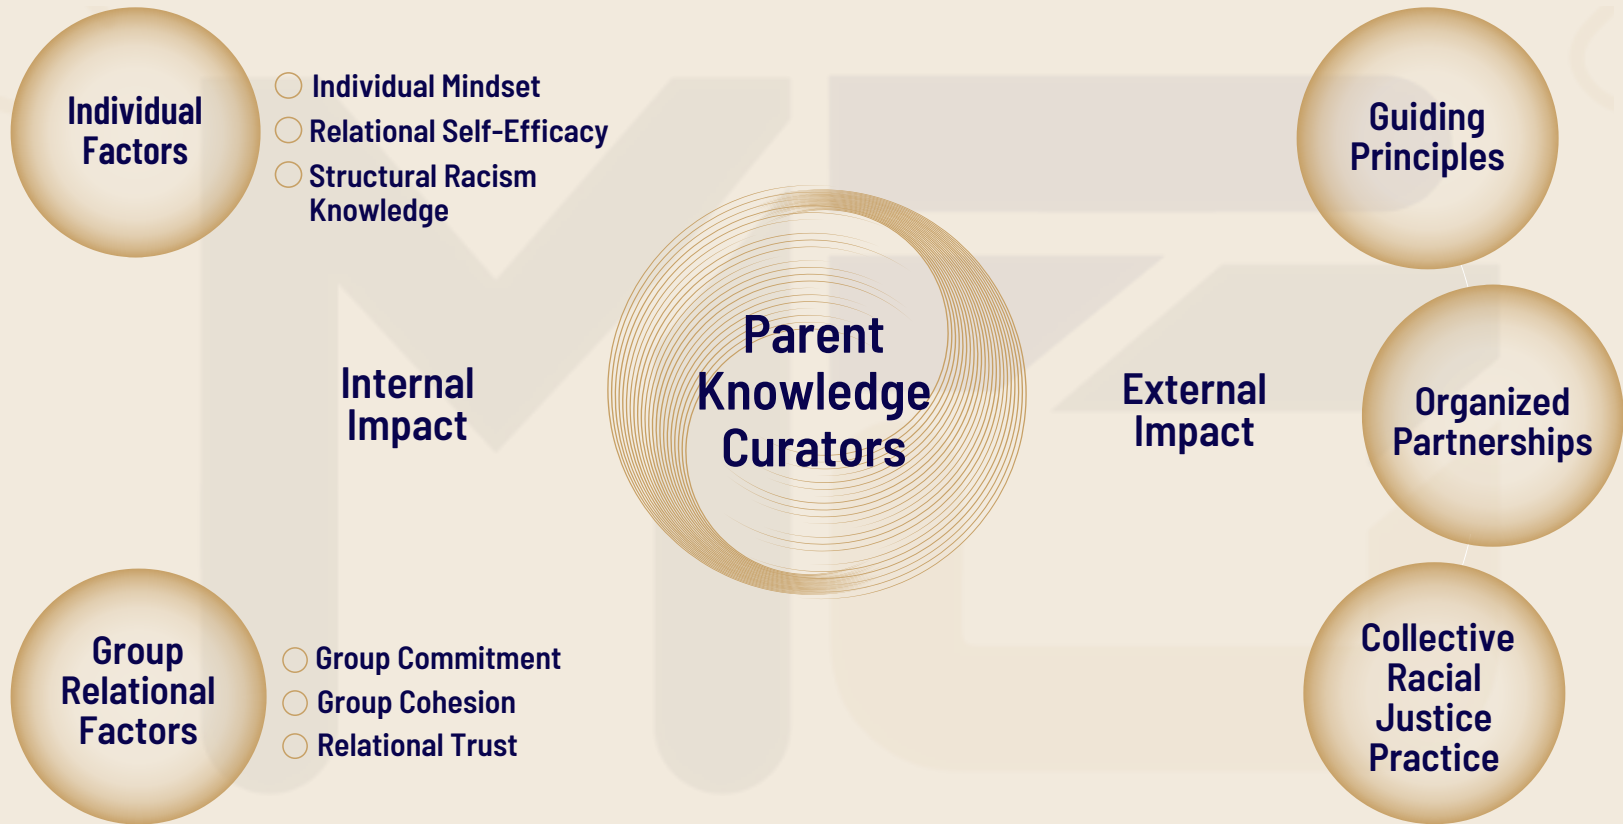 Individual
Factors
Individual Mindset
Relational Self-Efficacy
Structural Racism
Knowledge
Internal
Impact
Group
Relational
Factors
Group Commitment
Group Cohesion
Relational Trust
Parent
Knowledge
Curators
External
Impact
Guiding
Principles
Organized
Partnerships
Collective
Racial
Justice
Practice